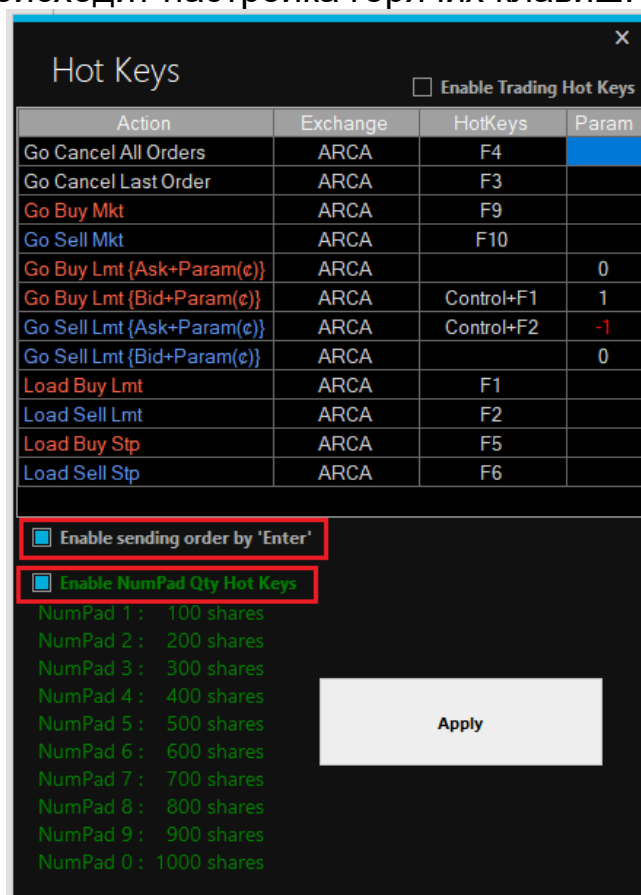 настройка горячих клавиш.
X
Hot Keys
Enable Trading Hot Keys
Action Exchange HotKeys Param
Go Cancel All Orders ARCA F4
Go Cancel Last Order ARCA F3
Go Buy Mkt ARCA F9
Go Sell Mkt ARCA F10
Go Buy Lmt {Ask+Param(¢)} ARCA 0
Go Buy Lmt {Bid+Param(¢)} ARCA Control+F1 1
Go Sell Lmt {Ask+Param(¢)} ARCA Control+F2 -1
Go Sell Lmt {Bid+Param(¢)} ARCA 0
Load Buy Lmt ARCA F1
Load Sell Lmt ARCA F2
Load Buy Stp ARCA F5
Load Sell Stp ARCA F6
Enable sending order by 'Enter'
Enable NumPad Qty Hot Keys
NumPad 1 : 100 shares
NumPad 2 : 200 shares
NumPad 3 : 300 shares
NumPad 4 : 400 shares
NumPad 5 : 500 shares
NumPad 6 : 600 shares
NumPad 7 : 700 shares
NumPad 8 : 800 shares
NumPad 9 : 900 shares
NumPad 0 : 1000 shares
Apply